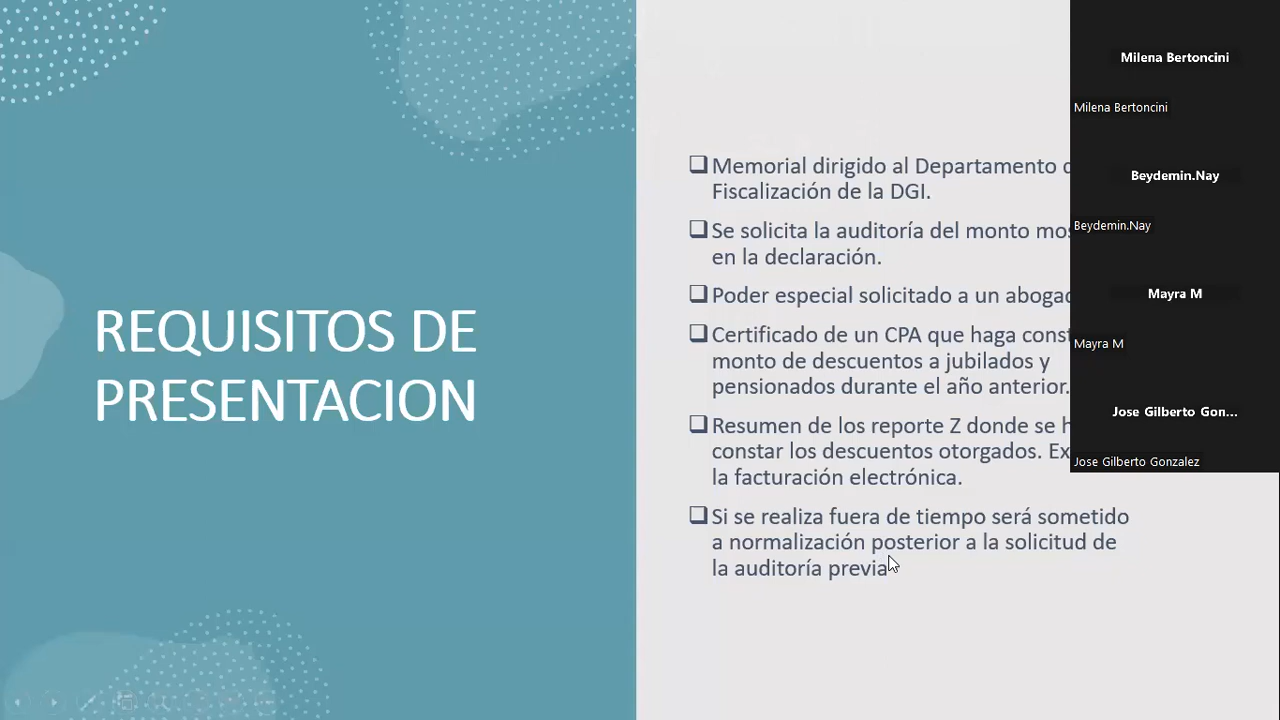 REQUISITOS DE
PRESENTACION
❑Memorial dirigido al Departamento
Fiscalización de la DGI.
❑Se solicita la auditoría del monto
en la declaración.
❑Poder especial solicitado a un
❑Certificado de un CPA que haga
monto de descuentos a jubilados y
pensionados durante el año anterior.
❑Resumen de los reporte Z donde se
constar los descuentos otorgados.
la facturación electrónica.
❑Si se realiza fuera de tiempo será sometido
a normalización posterior a la solicitud de
la auditoría previa
Milena Bertoncini
Milena Bertoncini
Beydemin.Nay
Beydemin.Nay
Mayra M
Mayra M
Jose Gilberto Gon...
Jose Gilberto Gonzalez